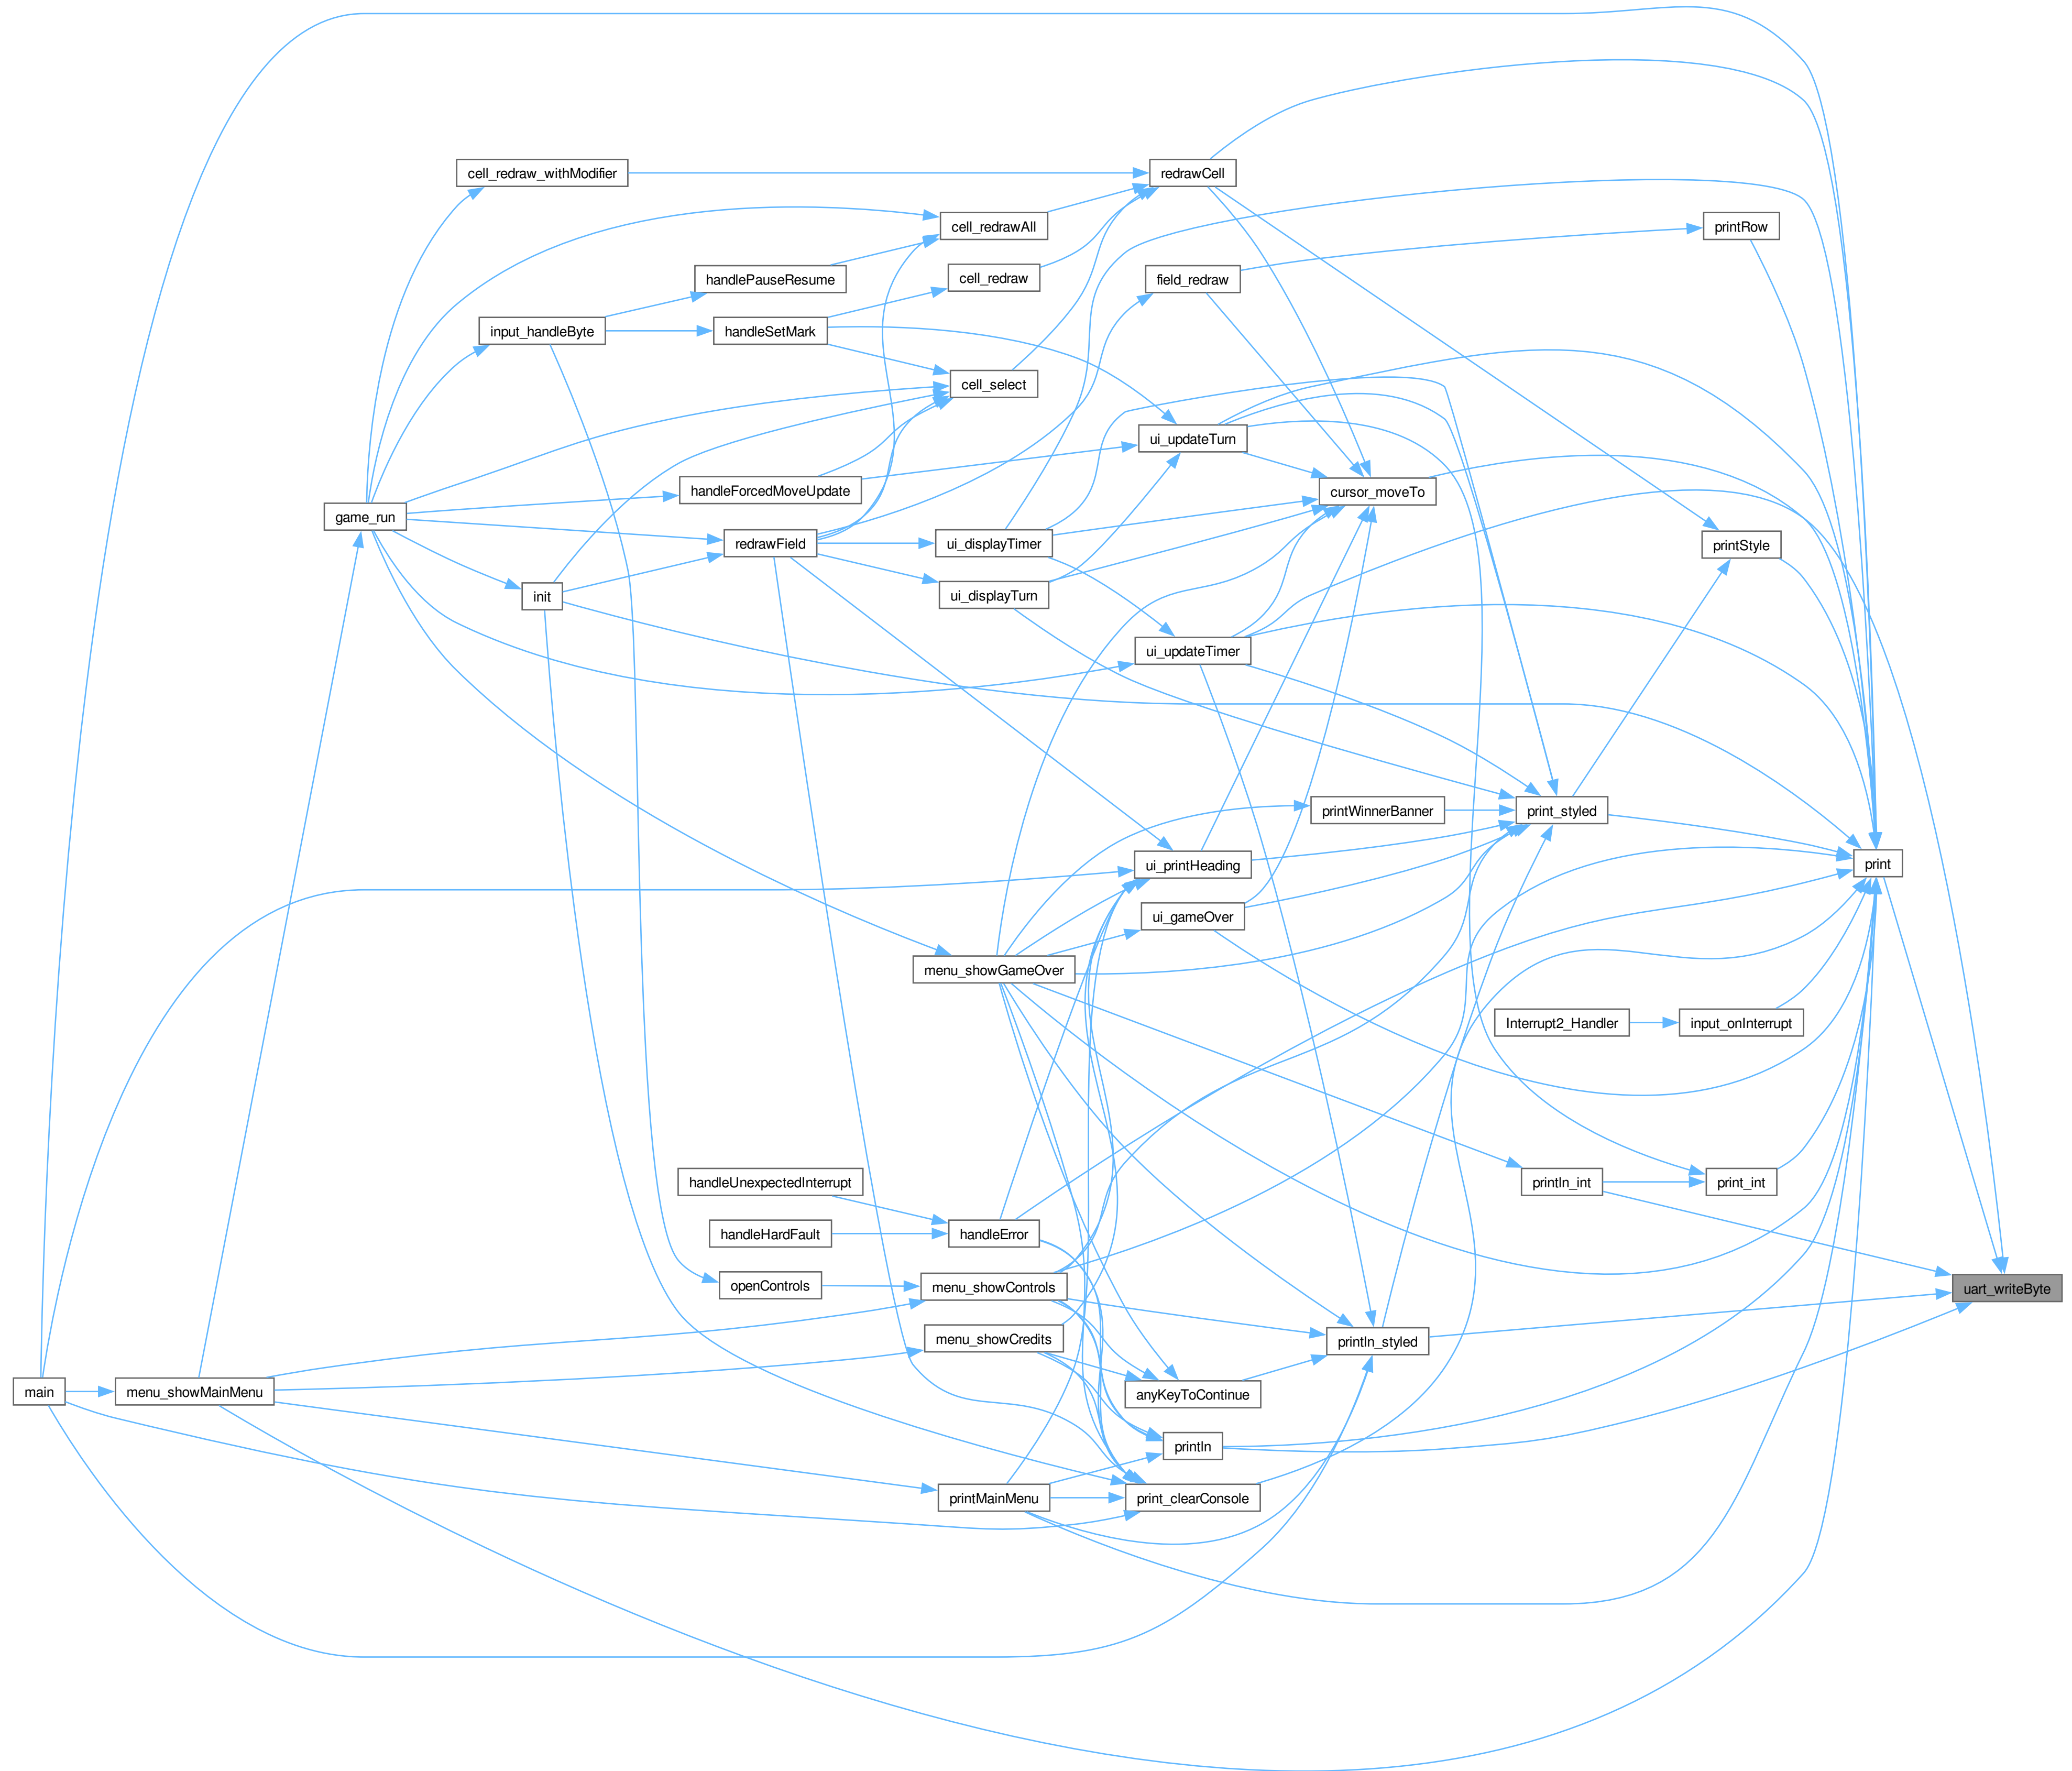 cell_redraw_withModifier
redrawCell
cell_redrawAll
printRow
handlePauseResume
cell_redraw
field_redraw
input_handleByte
handleSetMark
cell_select
ui_updateTurn
handleForcedMoveUpdate
cursor_moveTo
game_run
redrawField
ui_displayTimer
printStyle
init
ui_displayTurn
ui_updateTimer
printWinnerBanner
print_styled
ui_printHeading
print
ui_gameOver
menu_showGameOver
Interrupt2_Handler
input_onInterrupt
handleUnexpectedInterrupt
println_int
print_int
handleHardFault
handleError
openControls
menu_showControls
uart_writeByte
menu_showCredits
println_styled
main
menu_showMainMenu
anyKeyToContinue
println
printMainMenu
print_clearConsole